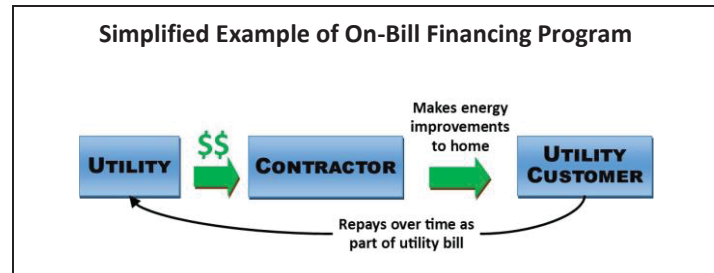 Simplified Example of On-Bill Financing Program
Makes energy
improvements
to home
$$
UTILITY
CONTRACTOR
UTILITY
CUSTOMER
Repays over time as
part of utility bill